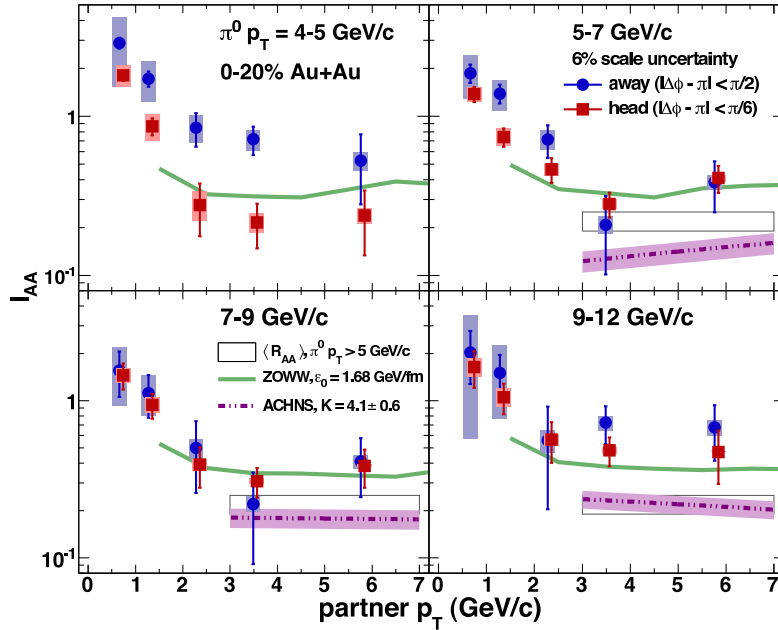 π⁰ p_T = 4-5 GeV/c
0-20% Au+Au
5-7 GeV/c
6% scale uncertainty
away (|Δϕ - π| < π/2)
head (|Δϕ - π| < π/6)
1
10⁻¹
I_AA
7-9 GeV/c
⟨R_AA⟩, π⁰ p_T > 5 GeV/c
ZOWW, ε₀ = 1.68 GeV/fm
ACHNS, K = 4.1± 0.6
9-12 GeV/c
1
10⁻¹
0 1 2 3 4 5 6 7
0 1 2 3 4 5 6 7
partner p_T (GeV/c)